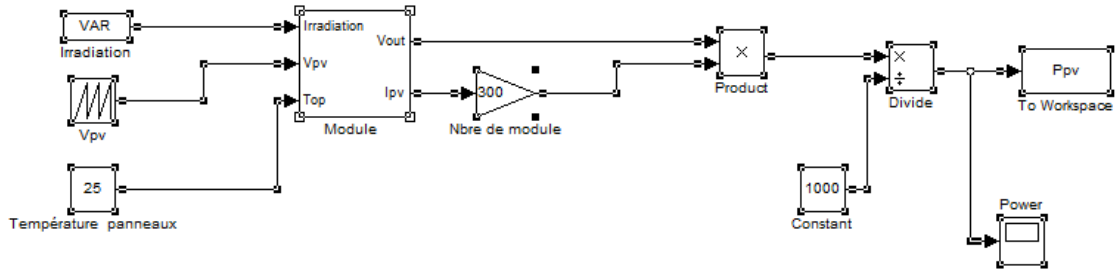 VAR
Irradiation
Vpv
25
Température panneaux
Irradiation
Vpv
Top
Vout
Ipv
Module
300
Nbre de module
×
Product
×
÷
Divide
1000
Constant
Ppv
To Workspace
Power